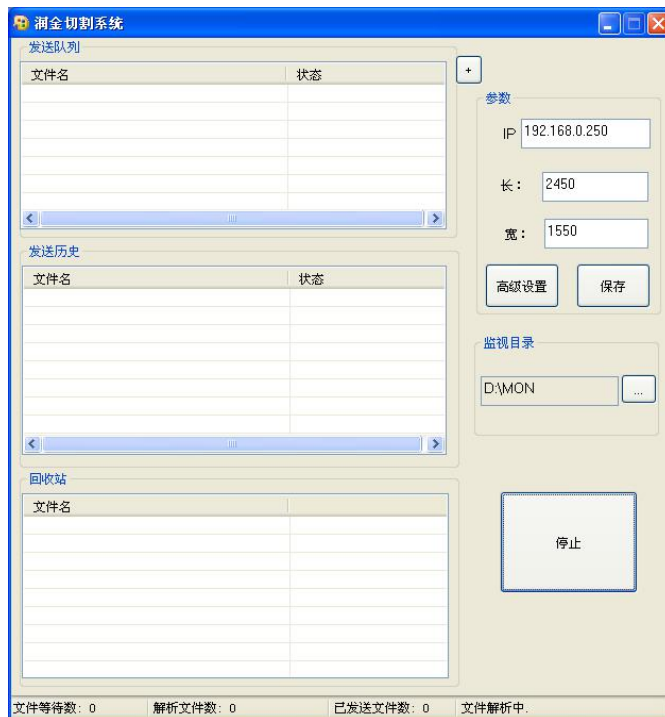 润金切割系统
发送队列
文件名 状态
+
参数
IP 192.168.0.250
长： 2450
宽： 1550
高级设置 保存
发送历史
文件名 状态
监视目录
D:\MON ...
回收站
文件名
停止
文件等待数: 0 解析文件数: 0 已发送文件数: 0 文件解析中.